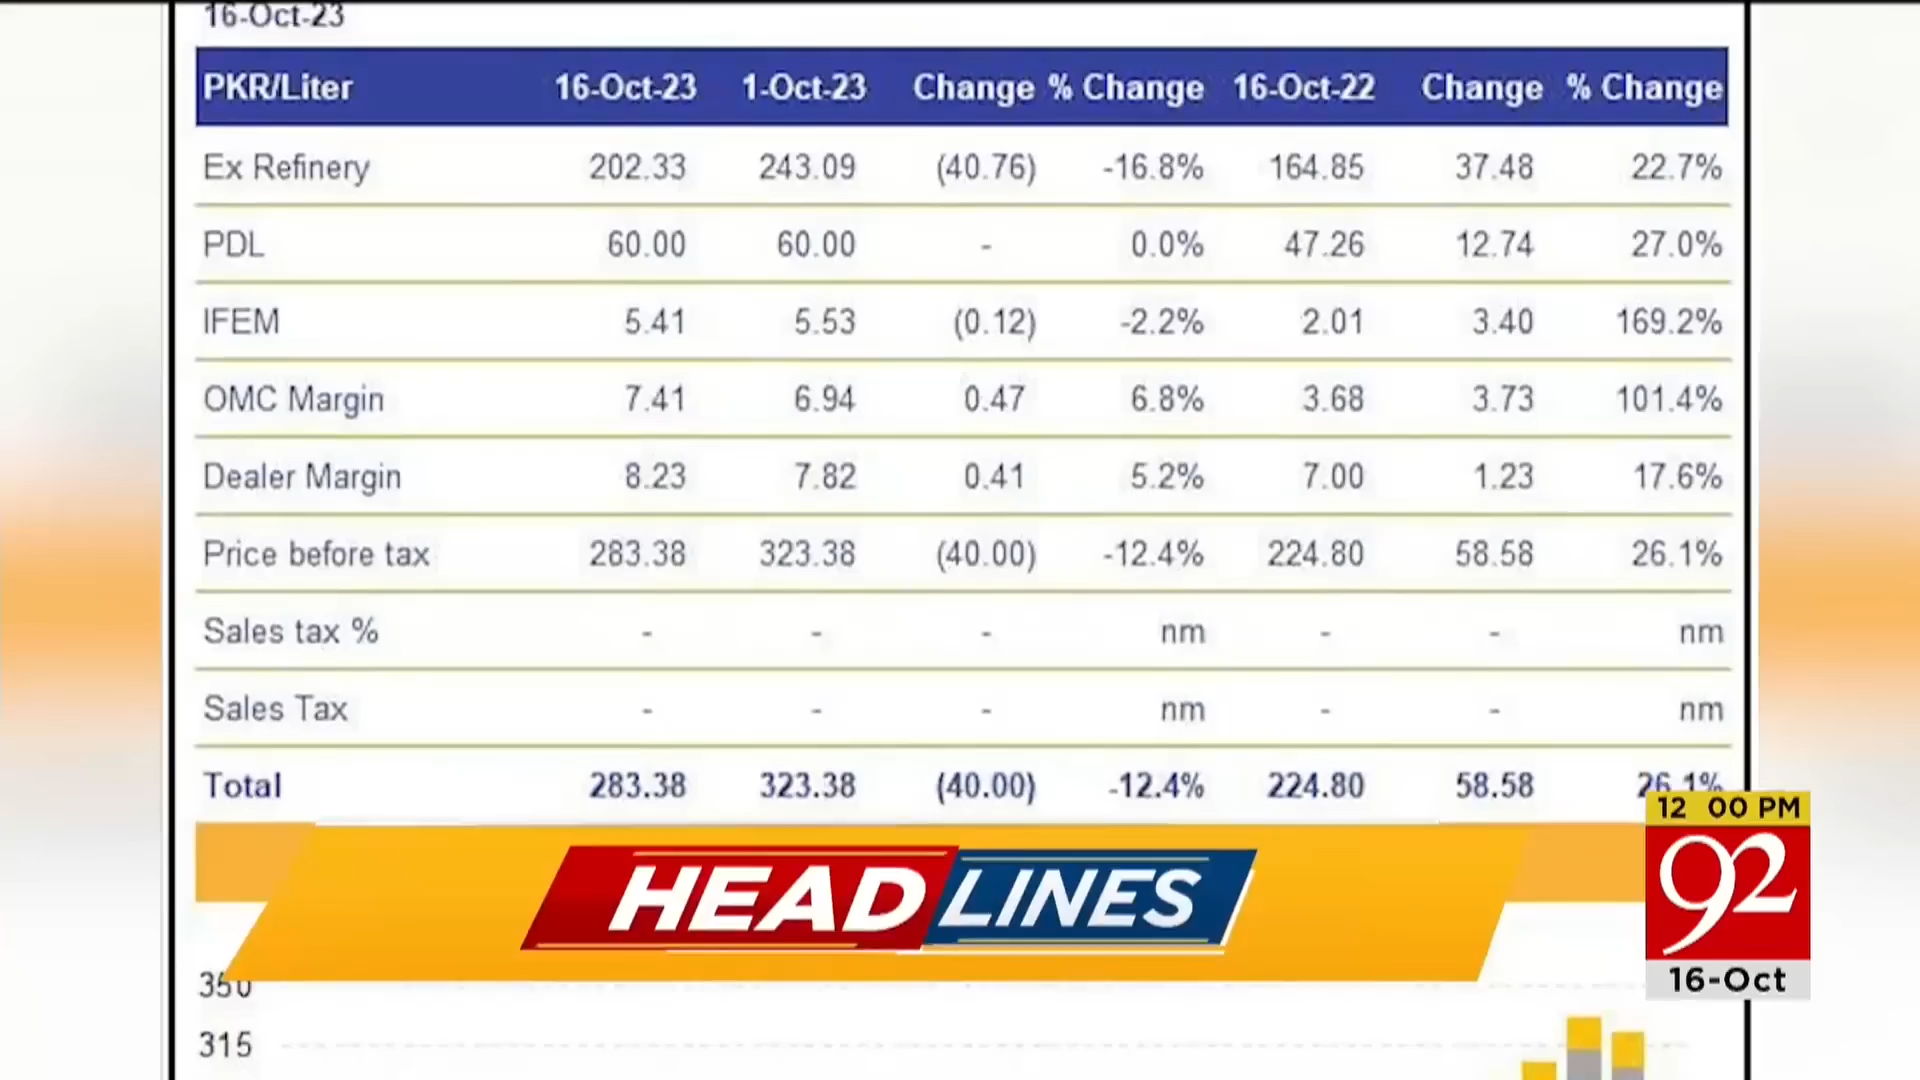 16-Oct-23
PKR/Liter 16-Oct-23 1-Oct-23 Change % Change 16-Oct-22 Change % Change
Ex Refinery 202.33 243.09 (40.76) -16.8% 164.85 37.48 22.7%
PDL 60.00 60.00 - 0.0% 47.26 12.74 27.0%
IFEM 5.41 5.53 (0.12) -2.2% 2.01 3.40 169.2%
OMC Margin 7.41 6.94 0.47 6.8% 3.68 3.73 101.4%
Dealer Margin 8.23 7.82 0.41 5.2% 7.00 1.23 17.6%
Price before tax 283.38 323.38 (40.00) -12.4% 224.80 58.58 26.1%
Sales tax % - - - nm - - nm
Sales Tax - - - nm - - nm
Total 283.38 323.38 (40.00) -12.4% 224.80 58.58 26.1%
12 00 PM
HEADLINES
92
16-Oct
350
315